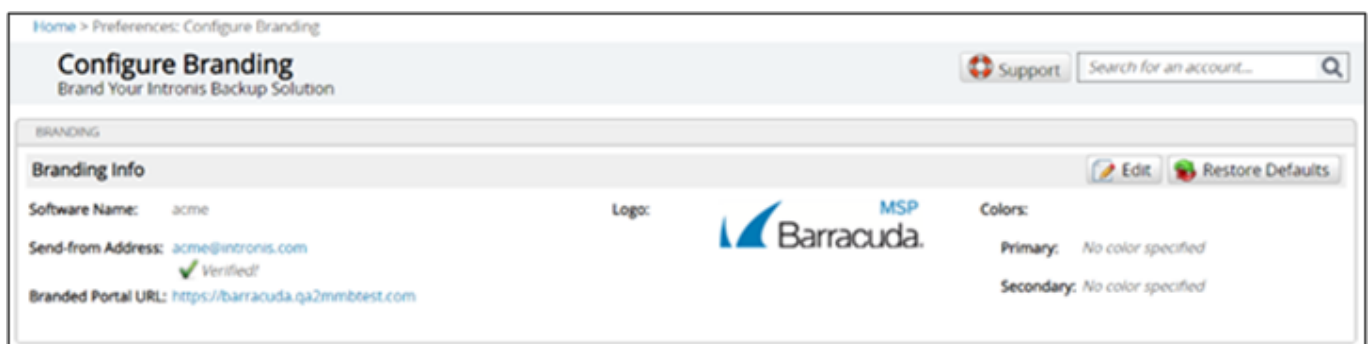 Home > Preferences: Configure Branding
Configure Branding
Brand Your Intronis Backup Solution
Support
Search for an account...
BRANDING
Branding Info
Edit
Restore Defaults
Software Name: acme
Logo:
MSP
Barracuda.
Colors:
Send-from Address: acme@intronis.com
Verified!
Primary: No color specified
Branded Portal URL: https://barracuda.qa2mmbtest.com
Secondary: No color specified